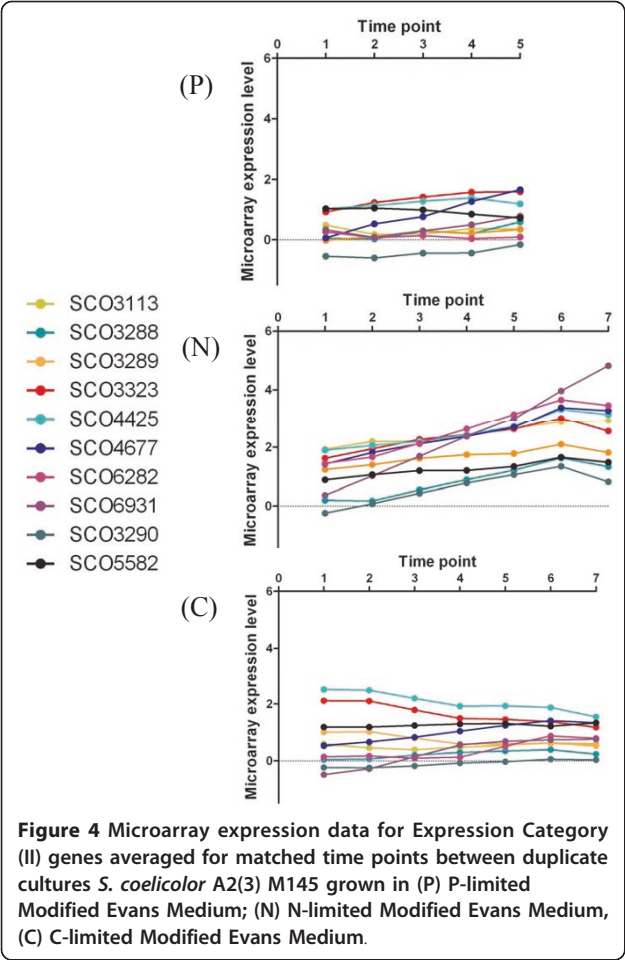 Time point
0 1 2 3 4 5
(P)
Microarray expression level
6
4
2
0
Time point
0 1 2 3 4 5 6 7
(N)
Microarray expression level
6
4
2
0
SCO3113
SCO3288
SCO3289
SCO3323
SCO4425
SCO4677
SCO6282
SCO6931
SCO3290
SCO5582
Time point
0 1 2 3 4 5 6 7
(C)
Microarray expression level
6
4
2
0
Figure 4 Microarray expression data for Expression Category
(II) genes averaged for matched time points between duplicate
cultures S. coelicolor A2(3) M145 grown in (P) P-limited
Modified Evans Medium; (N) N-limited Modified Evans Medium,
(C) C-limited Modified Evans Medium.